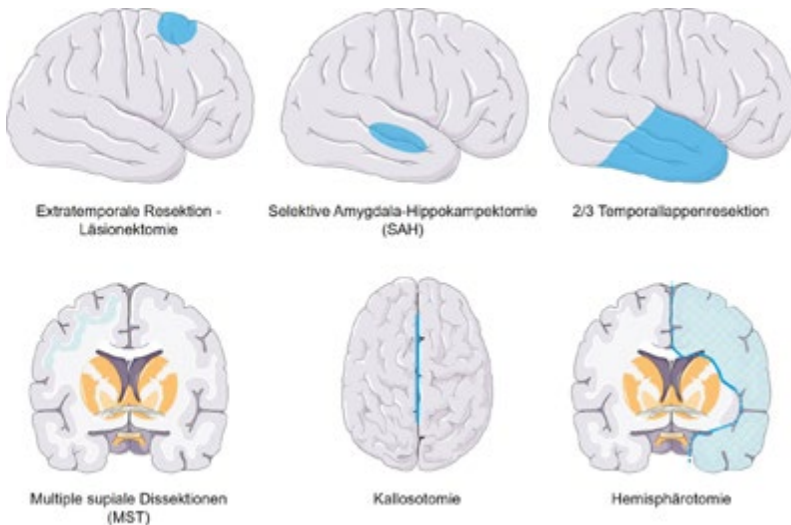 Extratemporale Resektion -
Läsionektomie
Selektive Amygdala-Hippokampektomie
(SAH)
2/3 Temporallappenresektion
Multiple supiale Dissektionen
(MST)
Kallosotomie
Hemisphärotomie